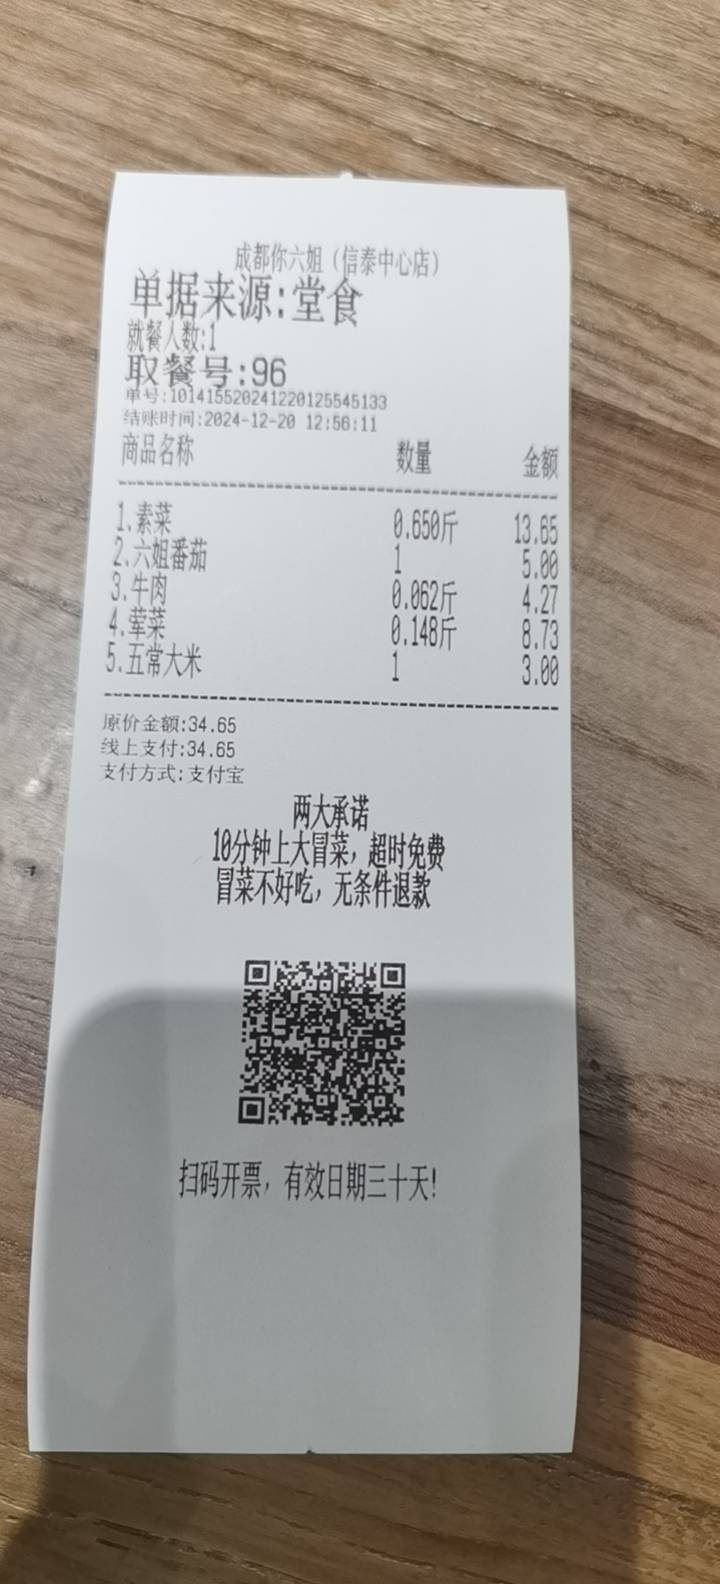 成都你六姐（信泰中心店）
单据来源:堂食
就餐人数:1
取餐号:96
单号:101415520241220125545133
结账时间:2024-12-20 12:56:11
商品名称 数量 金额
1.素菜 0.650斤 13.65
2.六姐番茄 1 5.00
3.牛肉 0.062斤 4.27
4.荤菜 0.148斤 8.73
5.五常大米 1 3.00
原价金额:34.65
线上支付:34.65
支付方式:支付宝
两大承诺
10分钟上大冒菜，超时免费
冒菜不好吃，无条件退款
扫码开票，有效日期三十天!